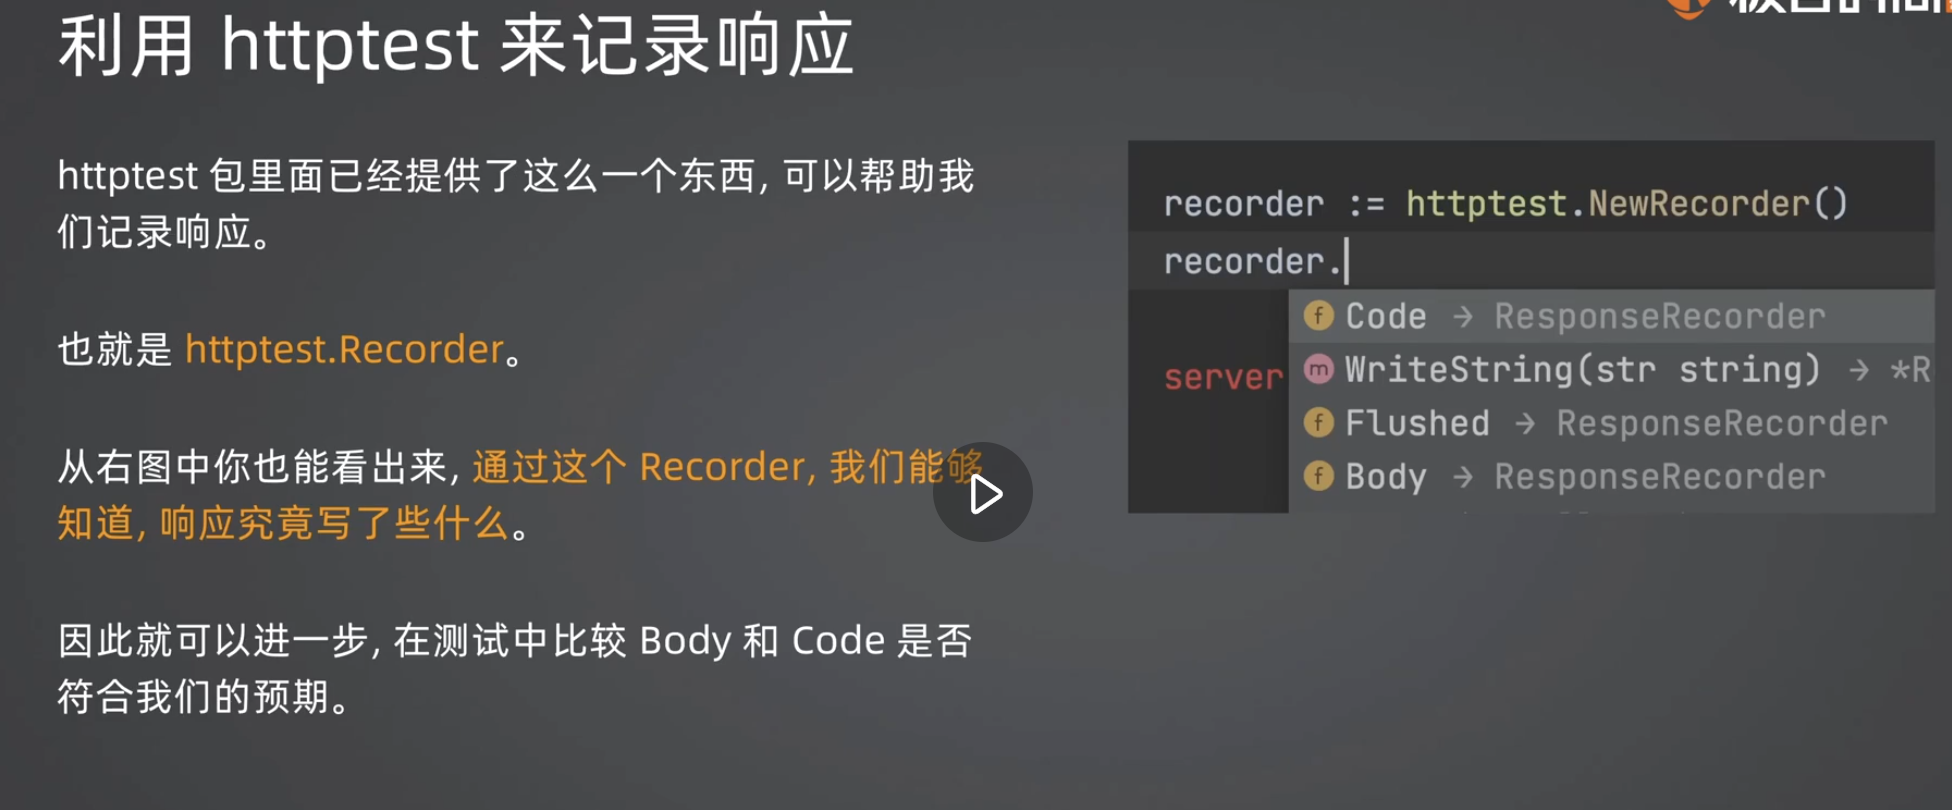 利用 httptest 来记录响应
httptest 包里面已经提供了这么一个东西, 可以帮助我
们记录响应。
也就是 httptest.Recorder。
从右图中你也能看出来, 通过这个 Recorder, 我们能够
知道, 响应究竟写了些什么。
因此就可以进一步, 在测试中比较 Body 和 Code 是否
符合我们的预期。
recorder := httptest.NewRecorder()
recorder.
server
f Code → ResponseRecorder
m WriteString(str string) → *R
f Flushed → ResponseRecorder
f Body → ResponseRecorder